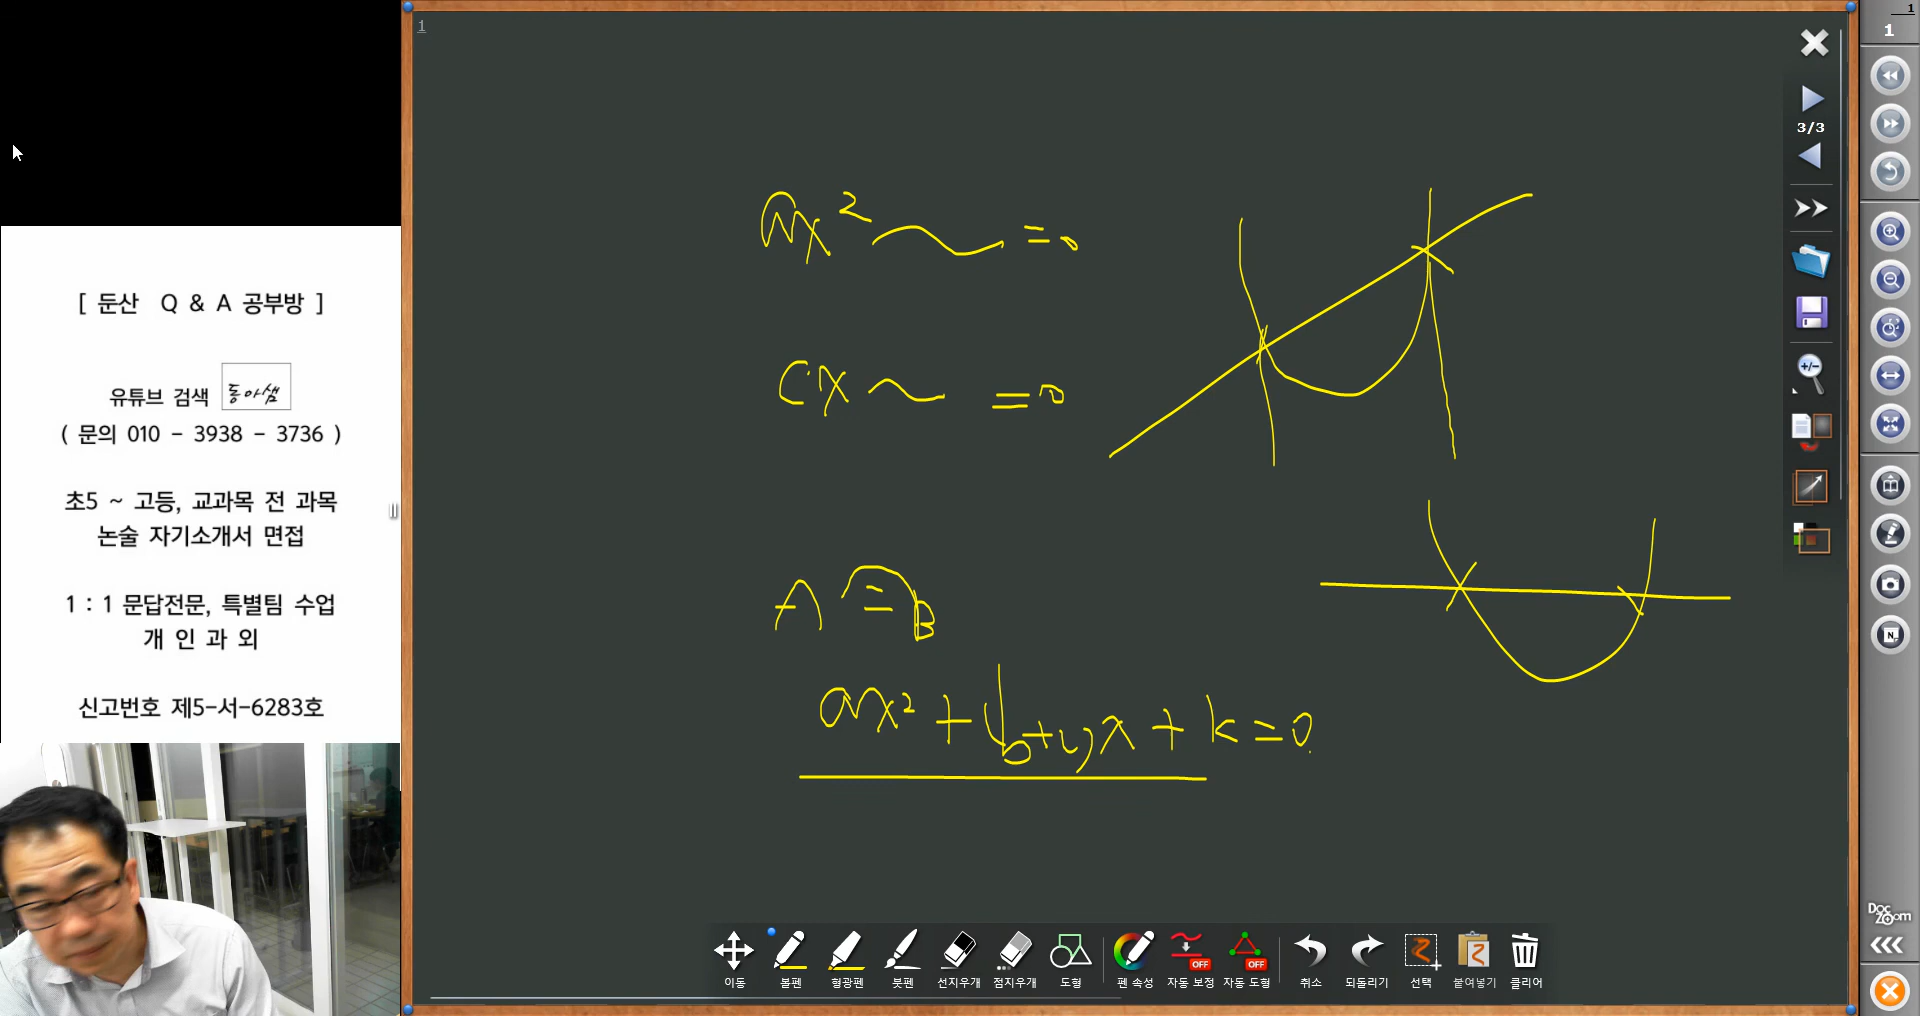 1
[ 둔산 Q & A 공부방 ]
유튜브 검색 동아샘
( 문의 010 - 3938 - 3736 )
초5 ~ 고등, 교과목 전 과목
논술 자기소개서 면접
1 : 1 문답전문, 특별팀 수업
개 인 과 외
신고번호 제5-서-6283호
ax² = 0
cx = 0
A = B
ax² + (b+c)x + k = 0
3/3
+/-
이동 볼펜 형광펜 붓펜 선지우개 점지우개 도형 펜 속성 자동 보정 자동 도형 취소 되돌리기 선택 붙여넣기 클리어
OFF OFF
1
1
N
Doc Zoom